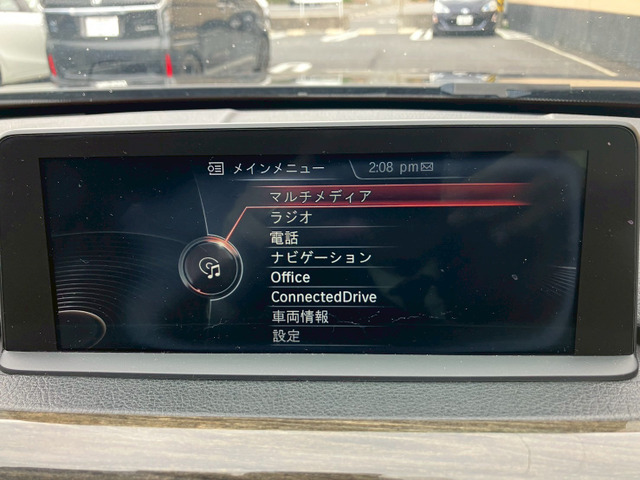 メインメニュー 2:08 pm
マルチメディア
ラジオ
電話
ナビゲーション
Office
ConnectedDrive
車両情報
設定